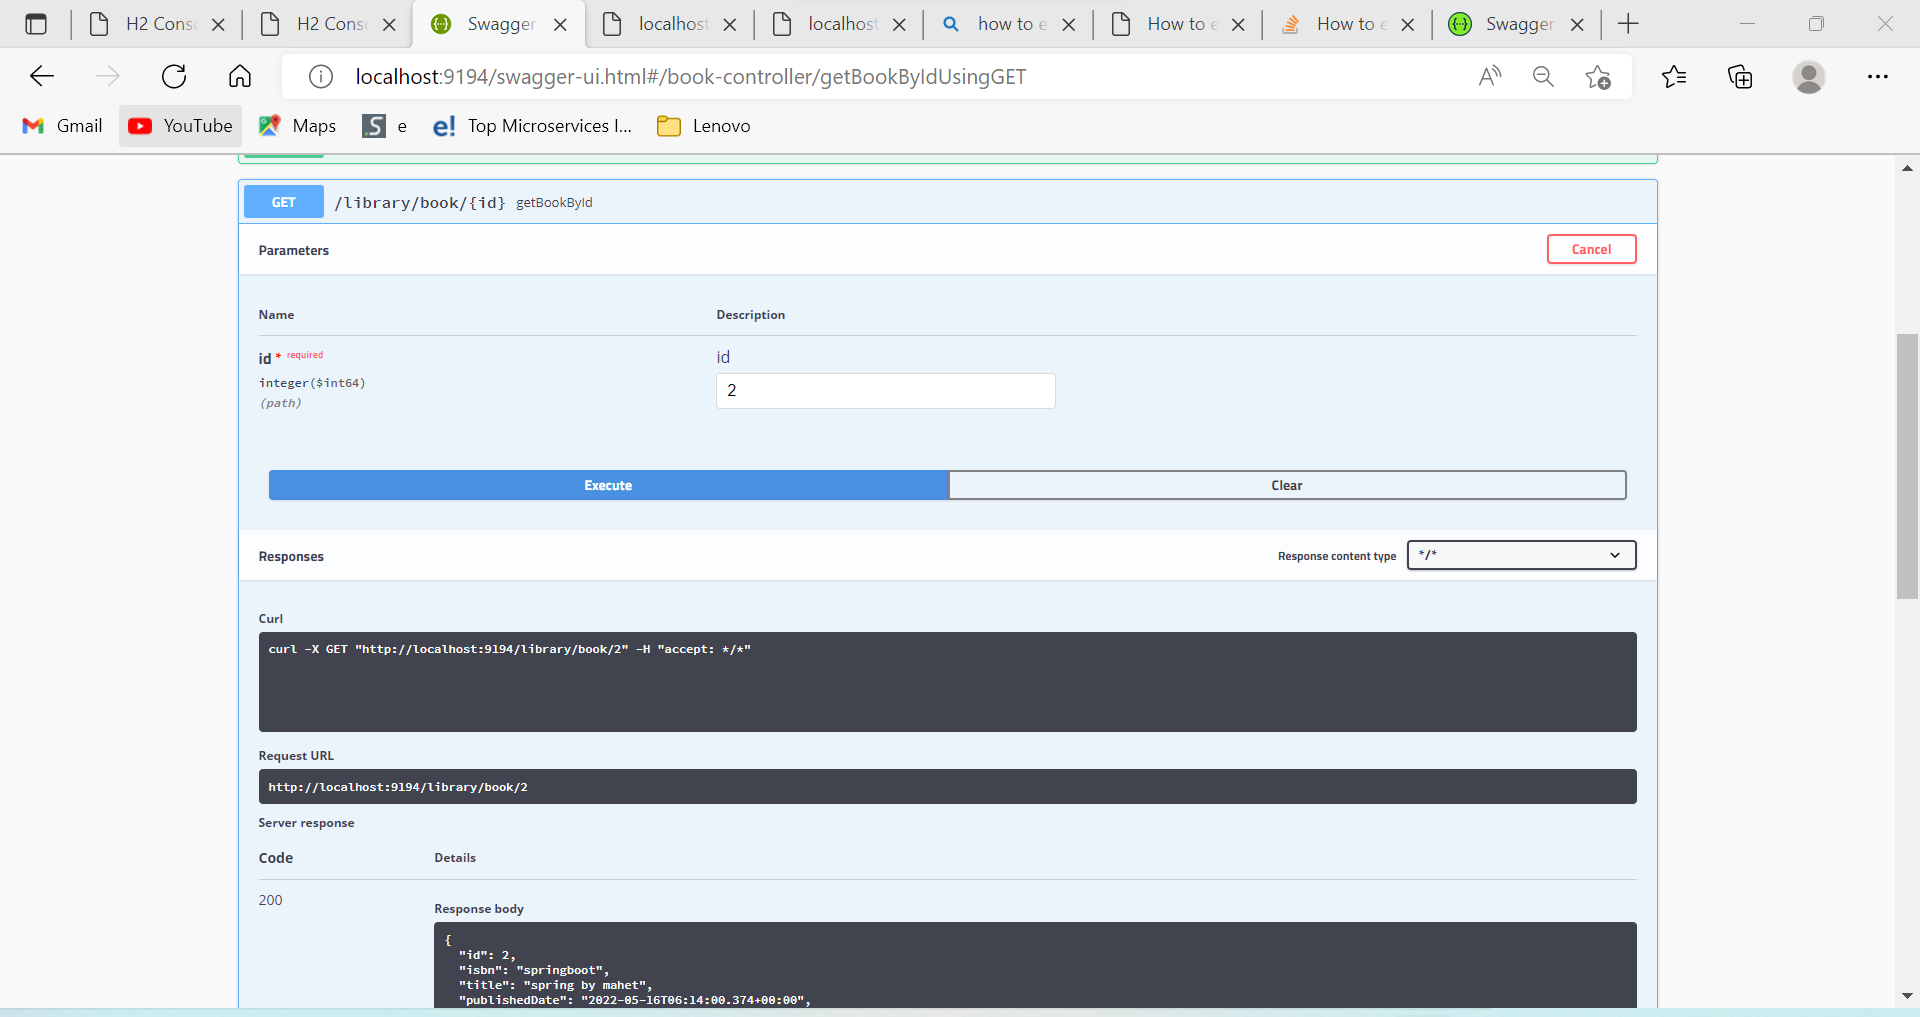 H2 Cons
H2 Cons
Swagger
localhost
localhost
how to e
How to e
How to e
Swagger
localhost:9194/swagger-ui.html#/book-controller/getBookByIdUsingGET
Gmail
YouTube
Maps
e
Top Microservices I...
Lenovo
GET /library/book/{id} getBookById
Parameters
Cancel
Name Description
id * required
integer($int64)
(path)
id
2
Execute
Clear
Responses
Response content type */*
Curl
curl -X GET "http://localhost:9194/library/book/2" -H "accept: */*"
Request URL
http://localhost:9194/library/book/2
Server response
Code Details
200
Response body
{
"id": 2,
"isbn": "springboot",
"title": "spring by mahet",
"publishedDate": "2022-05-16T06:14:00.374+00:00",